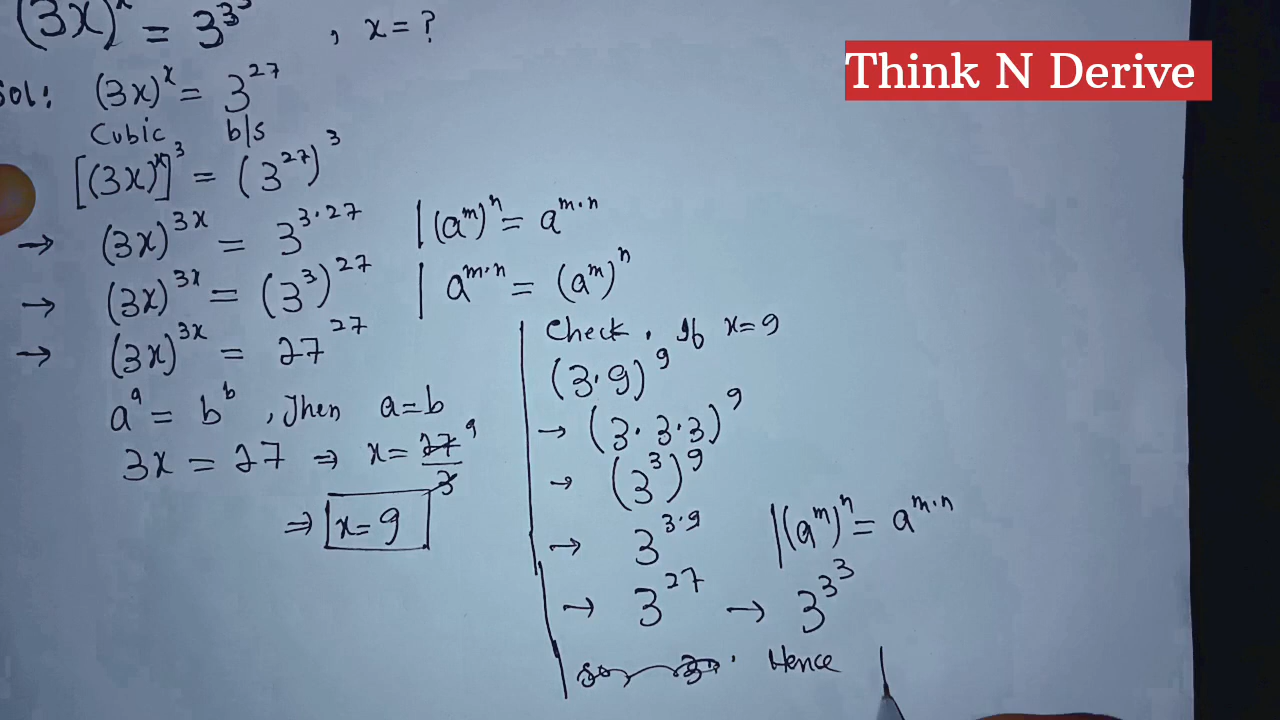 (3x)^x = 3^3^3 , x = ?
Think N Derive
Sol: (3x)^x = 3^27
Cubic b/s
[(3x)^x]^3 = (3^27)^3
→ (3x)^3x = 3^3·27 | (a^m)^n = a^m·n
→ (3x)^3x = (3^3)^27 | a^m·n = (a^m)^n
→ (3x)^3x = 27^27
a^a = b^b , Then a = b
3x = 27 ⇒ x = 27/3 9
⇒ x = 9
Check . If x = 9
(3·9)^9
→ (3·3·3)^9
→ (3^3)^9
→ 3^3·9 | (a^m)^n = a^m·n
→ 3^27 → 3^3^3
Hence